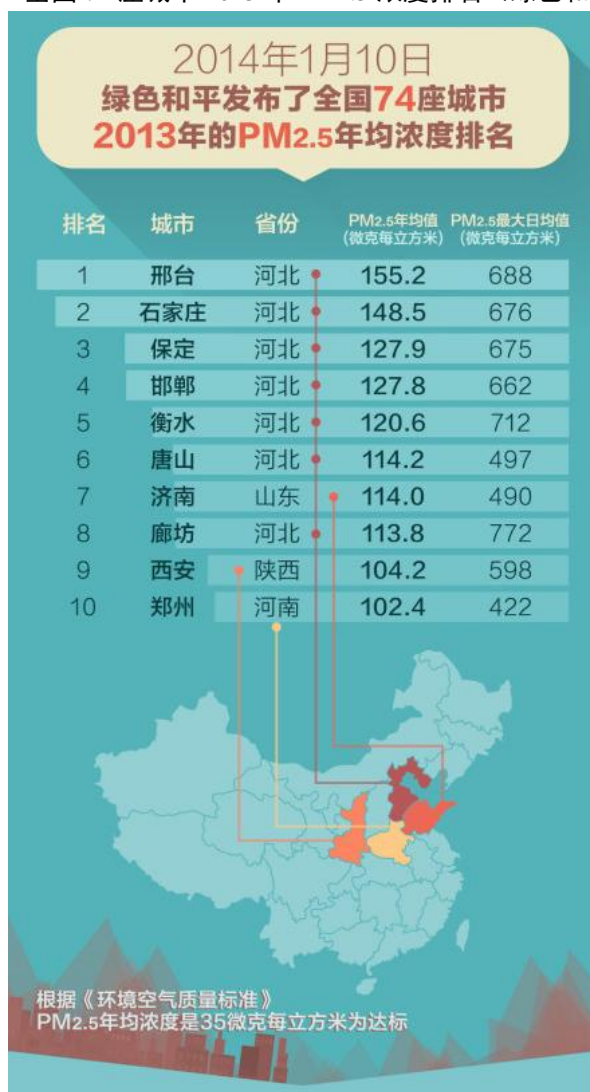 2014年1月10日
绿色和平发布了全国74座城市
2013年的PM2.5年均浓度排名
排名 城市 省份 PM2.5年均值 (微克每立方米) PM2.5最大日均值 (微克每立方米)
1 邢台 河北 155.2 688
2 石家庄 河北 148.5 676
3 保定 河北 127.9 675
4 邯郸 河北 127.8 662
5 衡水 河北 120.6 712
6 唐山 河北 114.2 497
7 济南 山东 114.0 490
8 廊坊 河北 113.8 772
9 西安 陕西 104.2 598
10 郑州 河南 102.4 422
根据《环境空气质量标准》
PM2.5年均浓度是35微克每立方米为达标